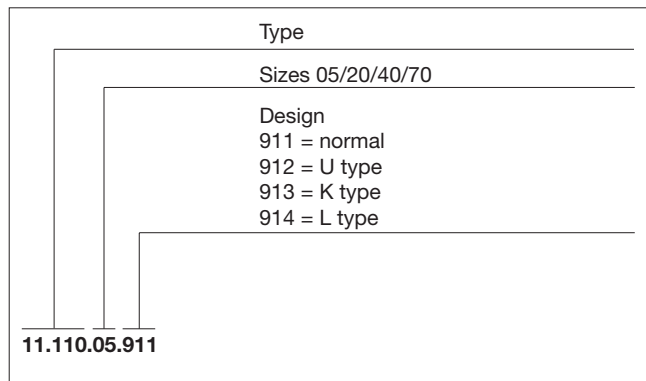 Type
Sizes 05/20/40/70
Design
911 = normal
912 = U type
913 = K type
914 = L type
11.110.05.911